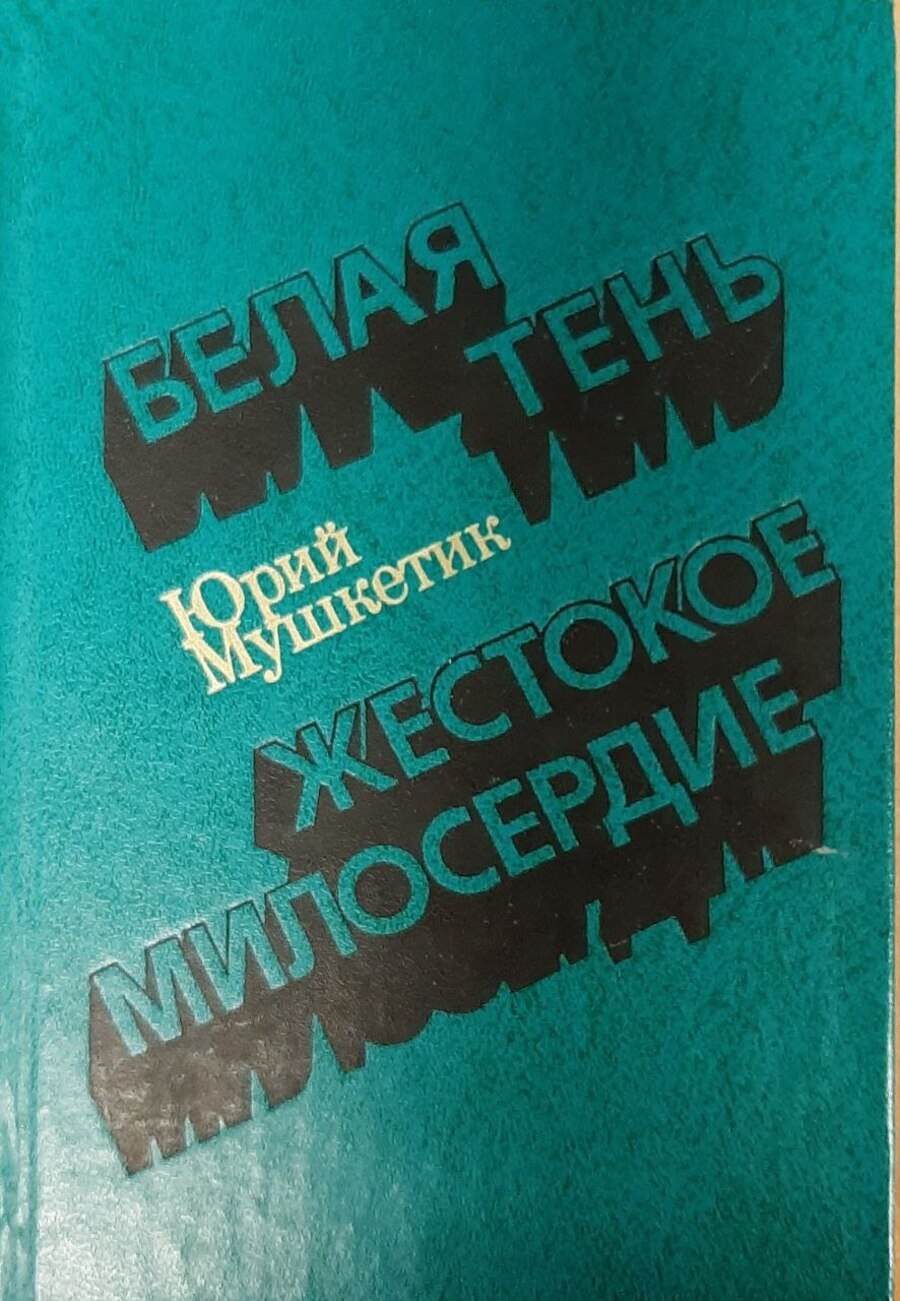 БЕЛАЯ
ТЕНЬ
Юрий
Мушкетик
ЖЕСТОКОЕ
МИЛОСЕРДИЕ